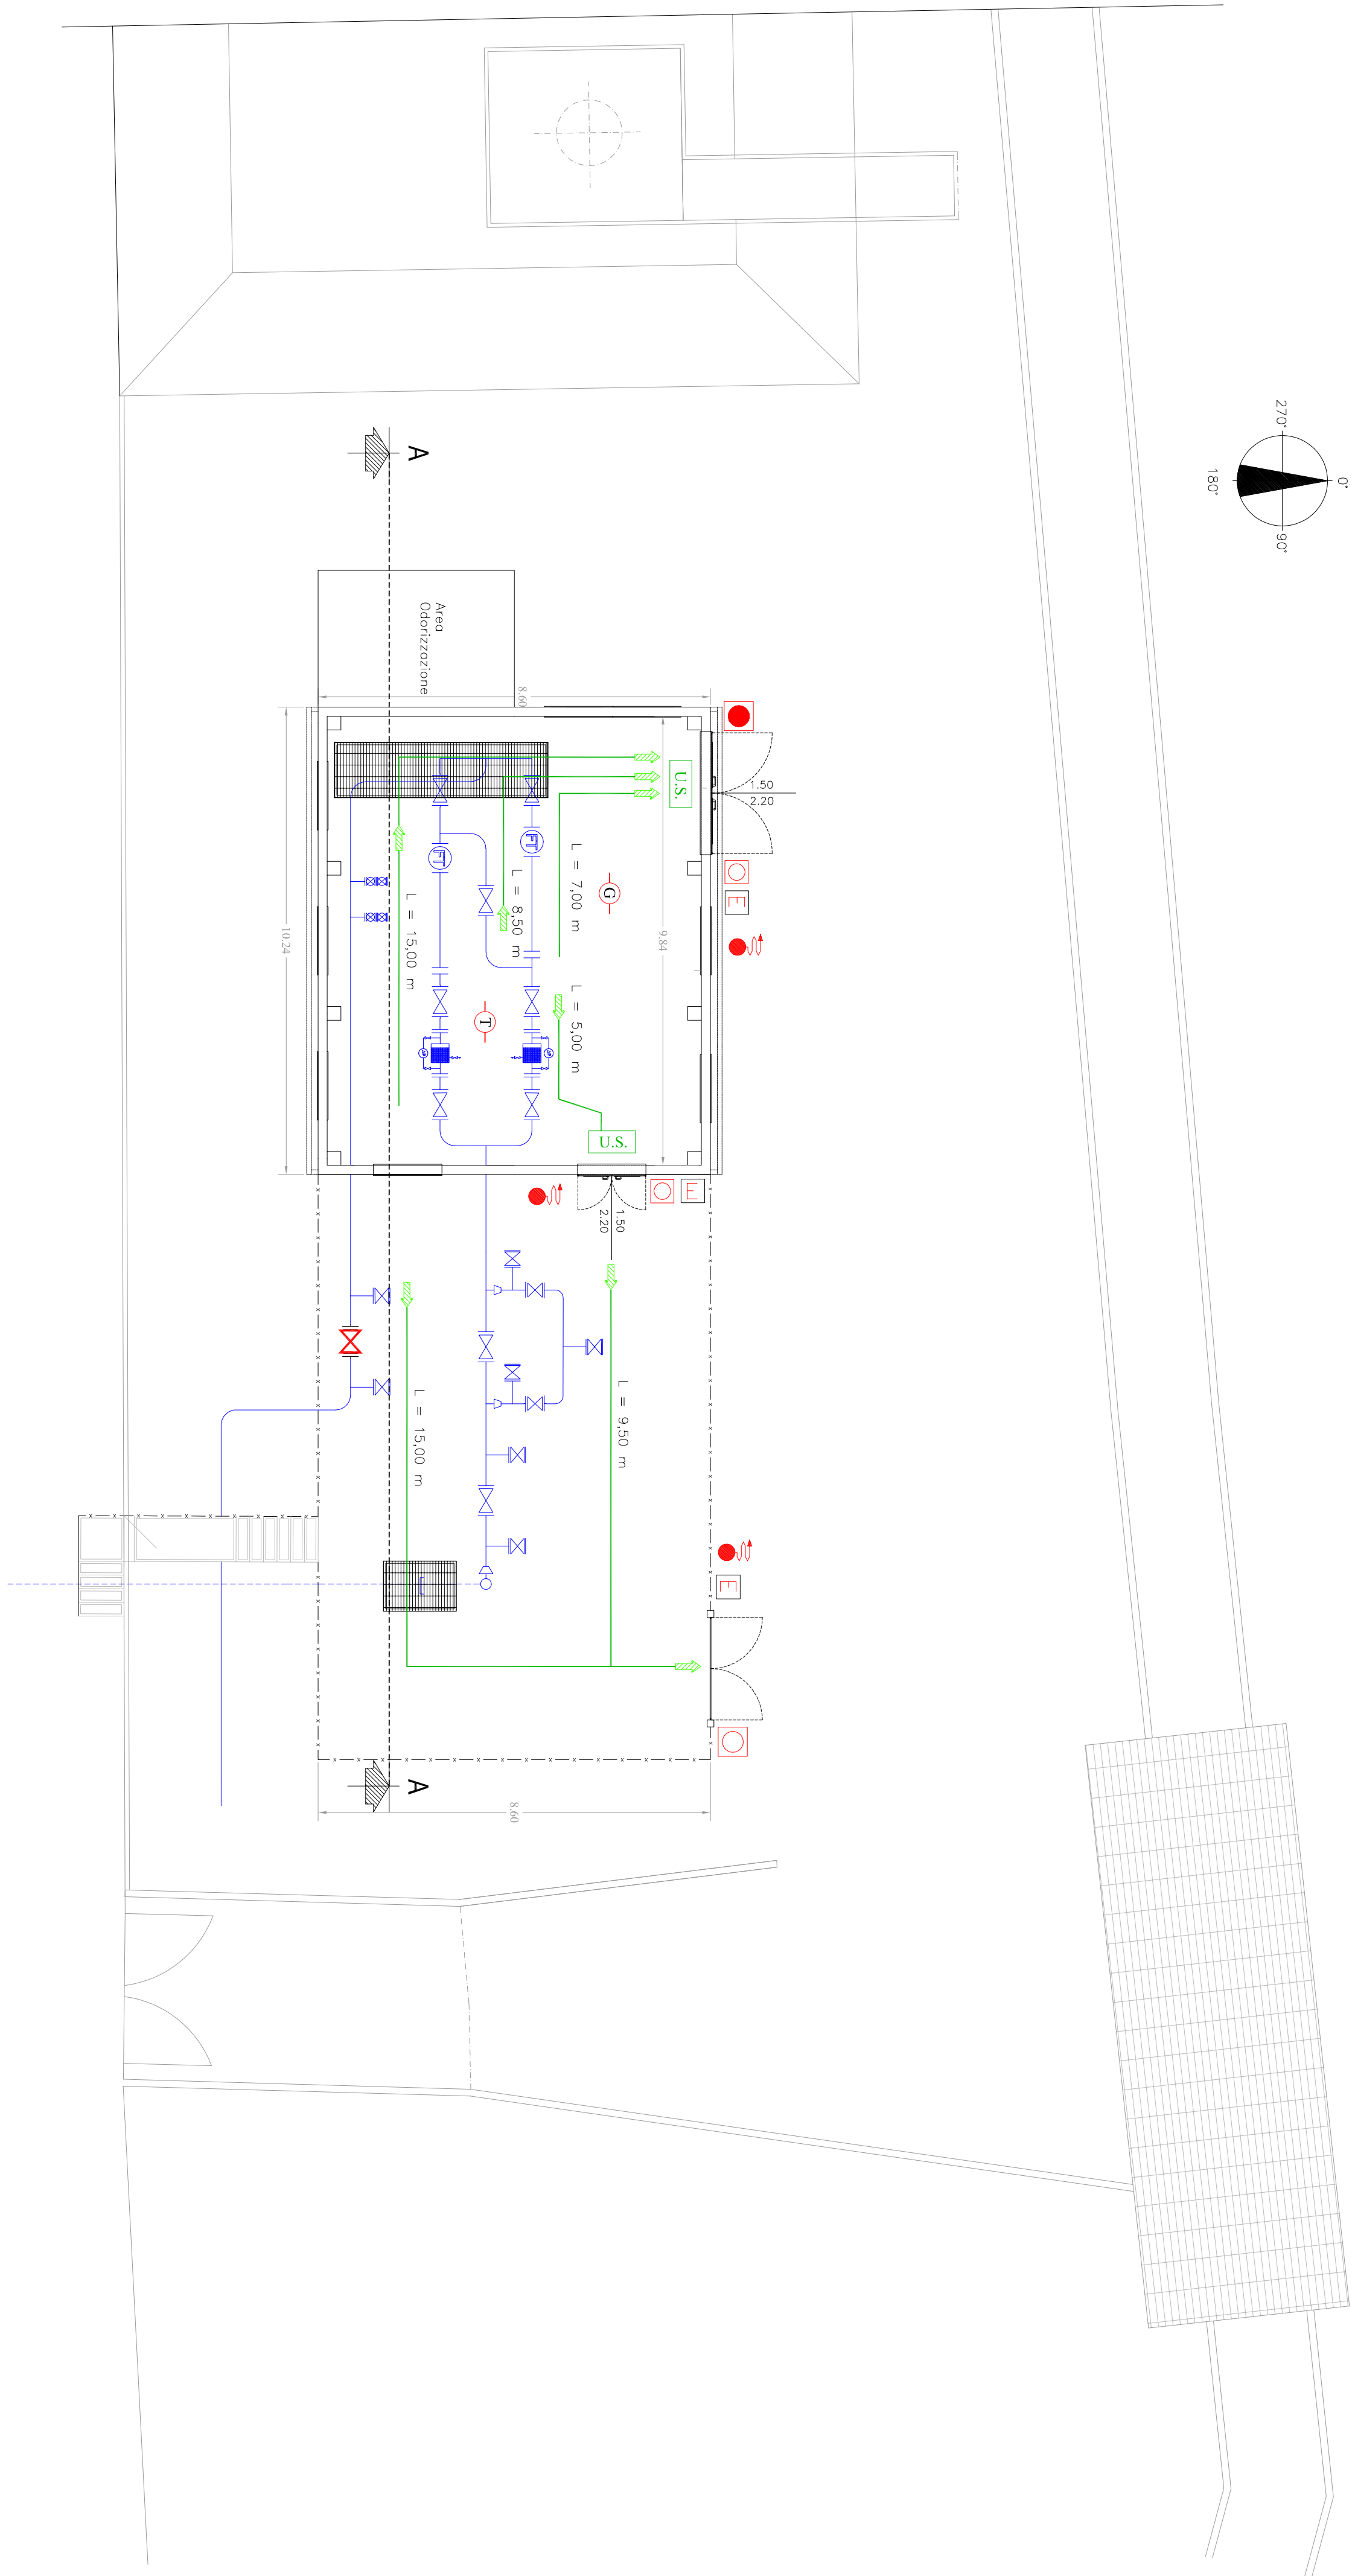 270°
0°
180°
90°
A
Area
Odorizzazione
8.60
U.S.
1.50
2.20
FT
FT
L = 7,00 m
G
E
L = 8,50 m
L = 15,00 m
9.84
10.24
L = 5,00 m
T
U.S.
E
1.50
2.20
L = 9,50 m
L = 15,00 m
E
A
8.60